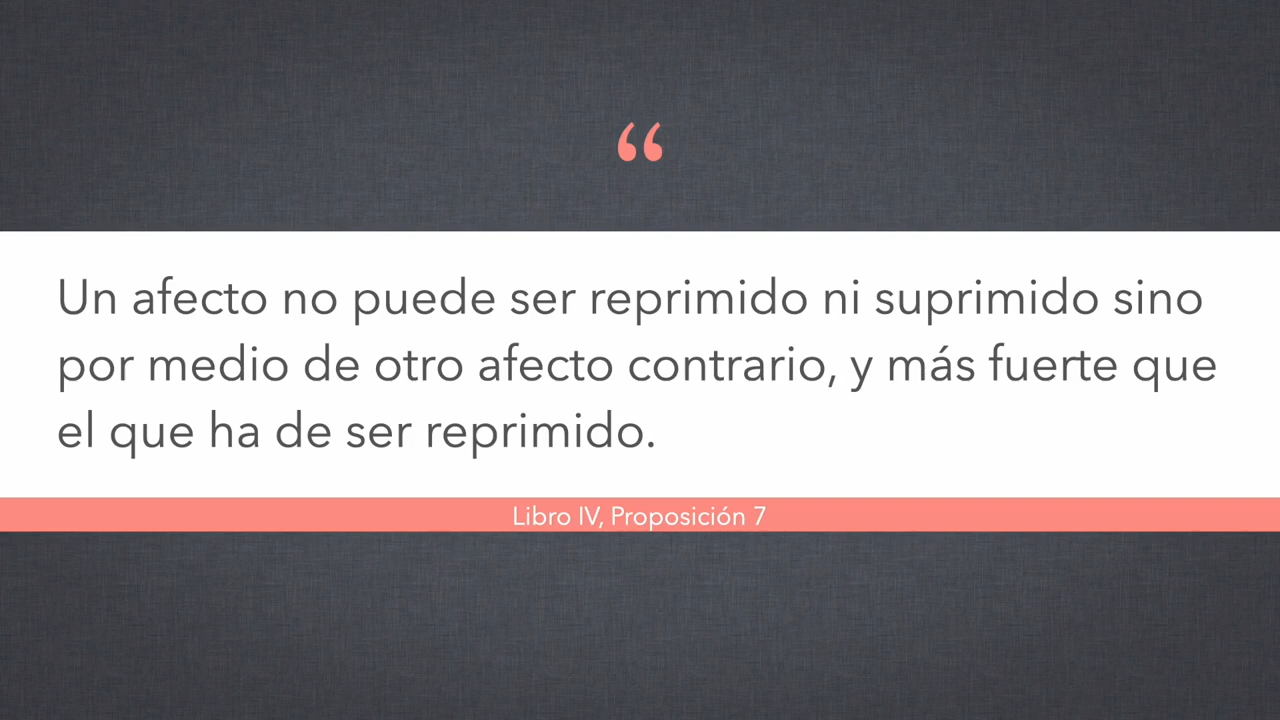 “
Un afecto no puede ser reprimido ni suprimido sino
por medio de otro afecto contrario, y más fuerte que
el que ha de ser reprimido.
Libro IV, Proposición 7